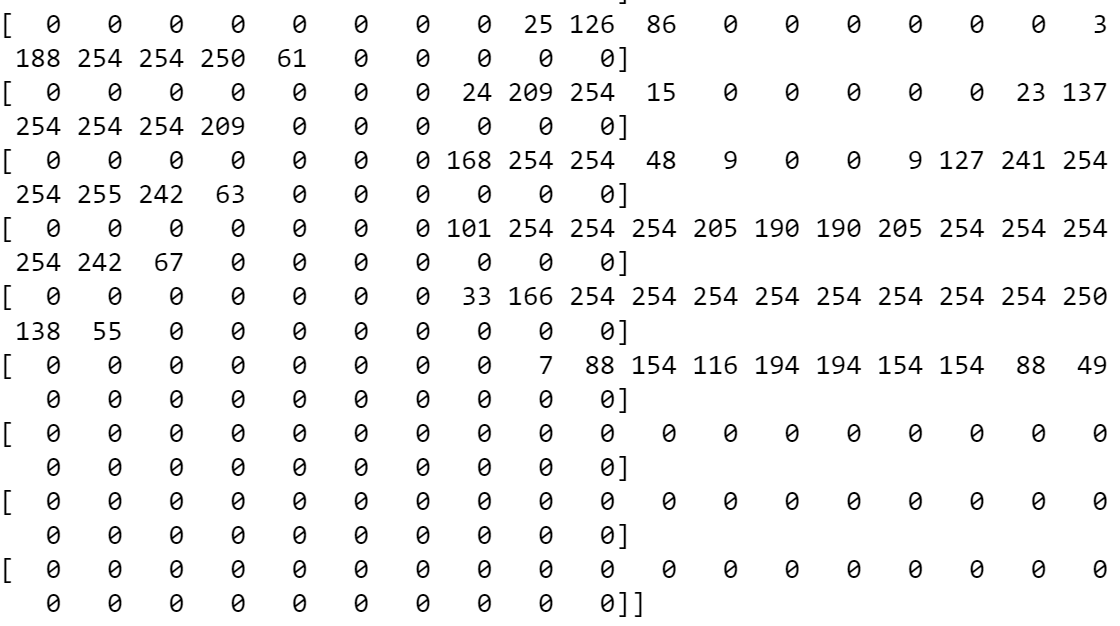 [  0   0   0   0   0   0   0   0  25 126  86   0   0   0   0   0   0   3
 188 254 254 250  61   0   0   0   0   0]
[  0   0   0   0   0   0   0  24 209 254  15   0   0   0   0   0  23 137
 254 254 254 209   0   0   0   0   0   0]
[  0   0   0   0   0   0   0 168 254 254  48   9   0   0   9 127 241 254
 254 255 242  63   0   0   0   0   0   0]
[  0   0   0   0   0   0   0 101 254 254 254 205 190 190 205 254 254 254
 254 242  67   0   0   0   0   0   0   0]
[  0   0   0   0   0   0   0  33 166 254 254 254 254 254 254 254 254 250
 138  55   0   0   0   0   0   0   0   0]
[  0   0   0   0   0   0   0   0   7  88 154 116 194 194 154 154  88  49
   0   0   0   0   0   0   0   0   0   0]
[  0   0   0   0   0   0   0   0   0   0   0   0   0   0   0   0   0   0
   0   0   0   0   0   0   0   0   0   0]
[  0   0   0   0   0   0   0   0   0   0   0   0   0   0   0   0   0   0
   0   0   0   0   0   0   0   0   0   0]
[  0   0   0   0   0   0   0   0   0   0   0   0   0   0   0   0   0   0
   0   0   0   0   0   0   0   0   0   0]]